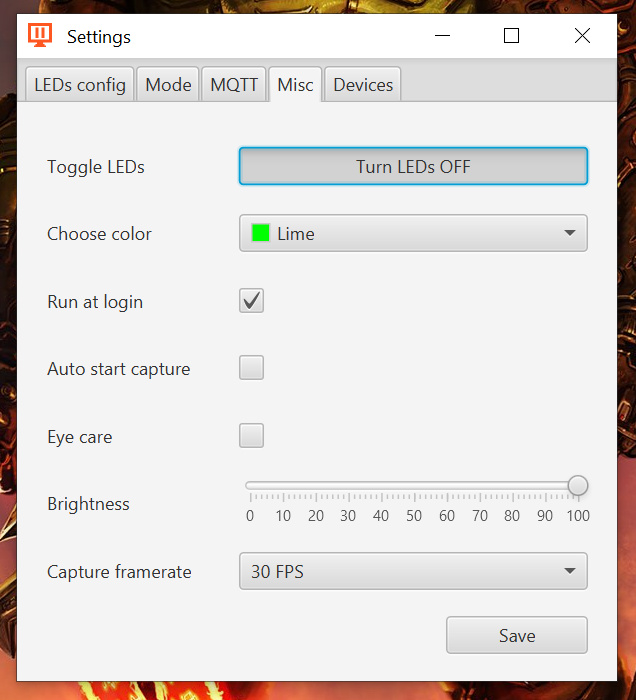 Settings
LEDs config Mode MQTT Misc Devices
Toggle LEDs Turn LEDs OFF
Choose color Lime
Run at login
Auto start capture
Eye care
Brightness
0 10 20 30 40 50 60 70 80 90 100
Capture framerate 30 FPS
Save